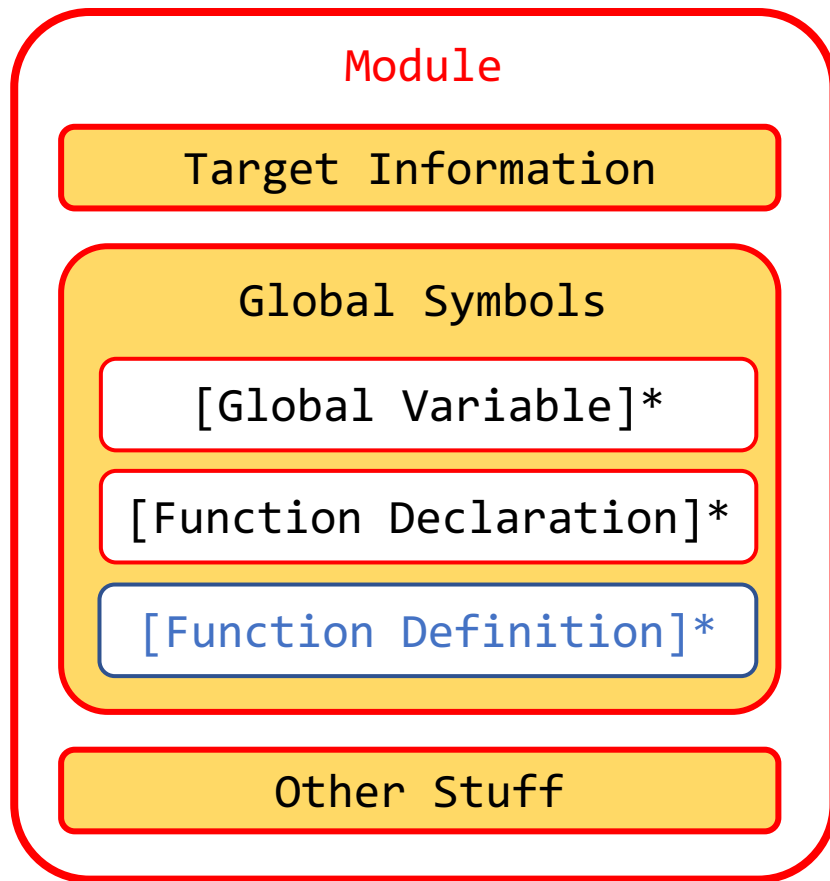 Module
Target Information
Global Symbols
[Global Variable]*
[Function Declaration]*
[Function Definition]*
Other Stuff